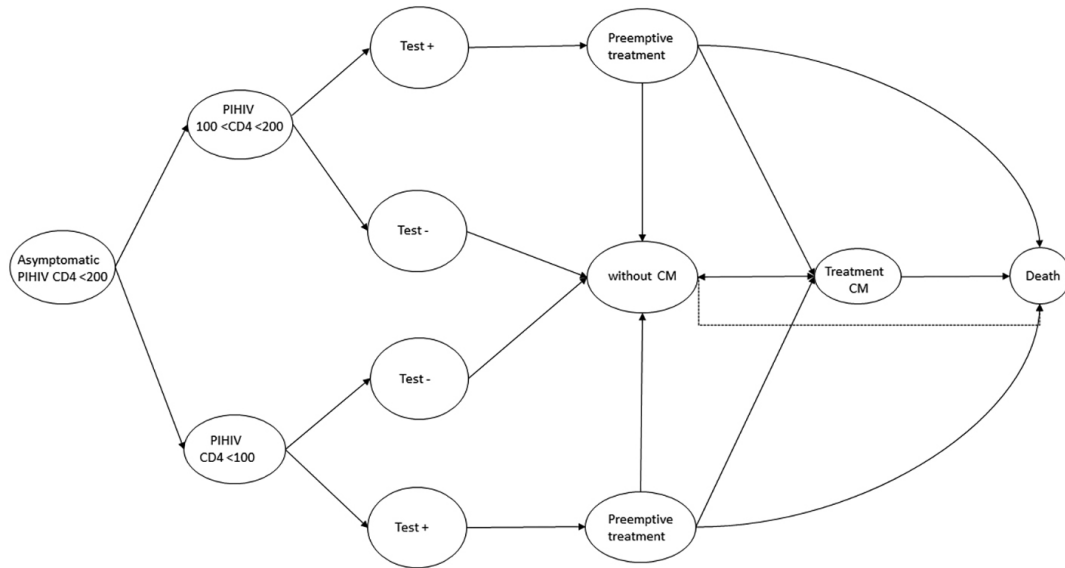 Test +
Preemptive
treatment
PIHIV
100 <CD4 <200
Test -
Asymptomatic
PIHIV CD4 <200
without CM
Treatment
CM
Death
Test -
PIHIV
CD4 <100
Test +
Preemptive
treatment